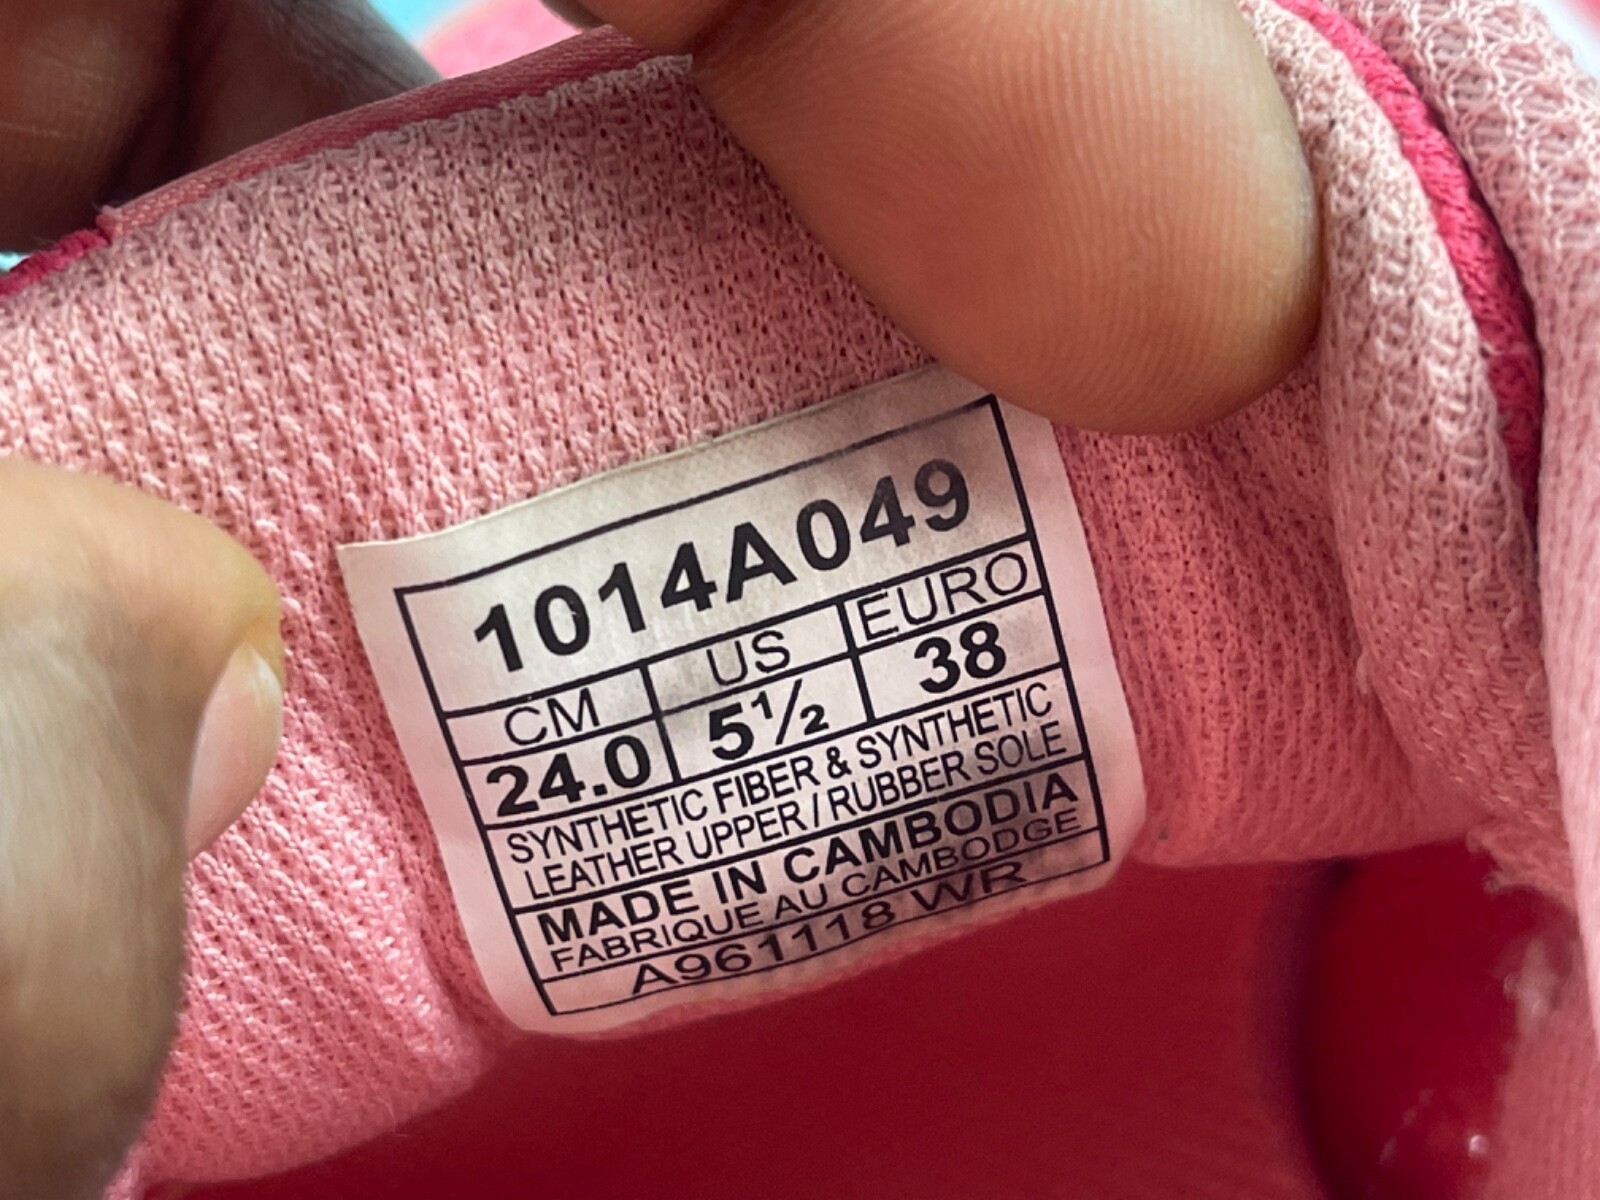 1014A049
CM US EURO
24.0 5½ 38
SYNTHETIC FIBER & SYNTHETIC
LEATHER UPPER / RUBBER SOLE
MADE IN CAMBODIA
FABRIQUE AU CAMBODGE
A961118 WR